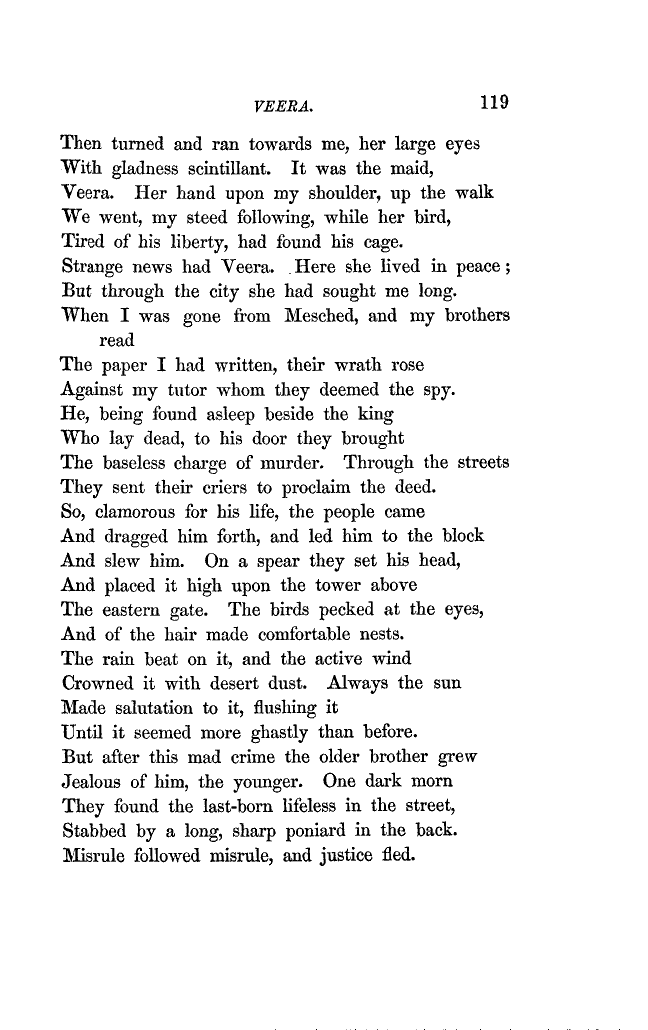 VEERA. 119
Then turned and ran towards me, her large eyes
With gladness scintillant. It was the maid,
Veera. Her hand upon my shoulder, up the walk
We went, my steed following, while her bird,
Tired of his liberty, had found his cage.
Strange news had Veera. Here she lived in peace;
But through the city she had sought me long.
When I was gone from Mesched, and my brothers
read
The paper I had written, their wrath rose
Against my tutor whom they deemed the spy.
He, being found asleep beside the king
Who lay dead, to his door they brought
The baseless charge of murder. Through the streets
They sent their criers to proclaim the deed.
So, clamorous for his life, the people came
And dragged him forth, and led him to the block
And slew him. On a spear they set his head,
And placed it high upon the tower above
The eastern gate. The birds pecked at the eyes,
And of the hair made comfortable nests.
The rain beat on it, and the active wind
Crowned it with desert dust. Always the sun
Made salutation to it, flushing it
Until it seemed more ghastly than before.
But after this mad crime the older brother grew
Jealous of him, the younger. One dark morn
They found the last-born lifeless in the street,
Stabbed by a long, sharp poniard in the back.
Misrule followed misrule, and justice fled.